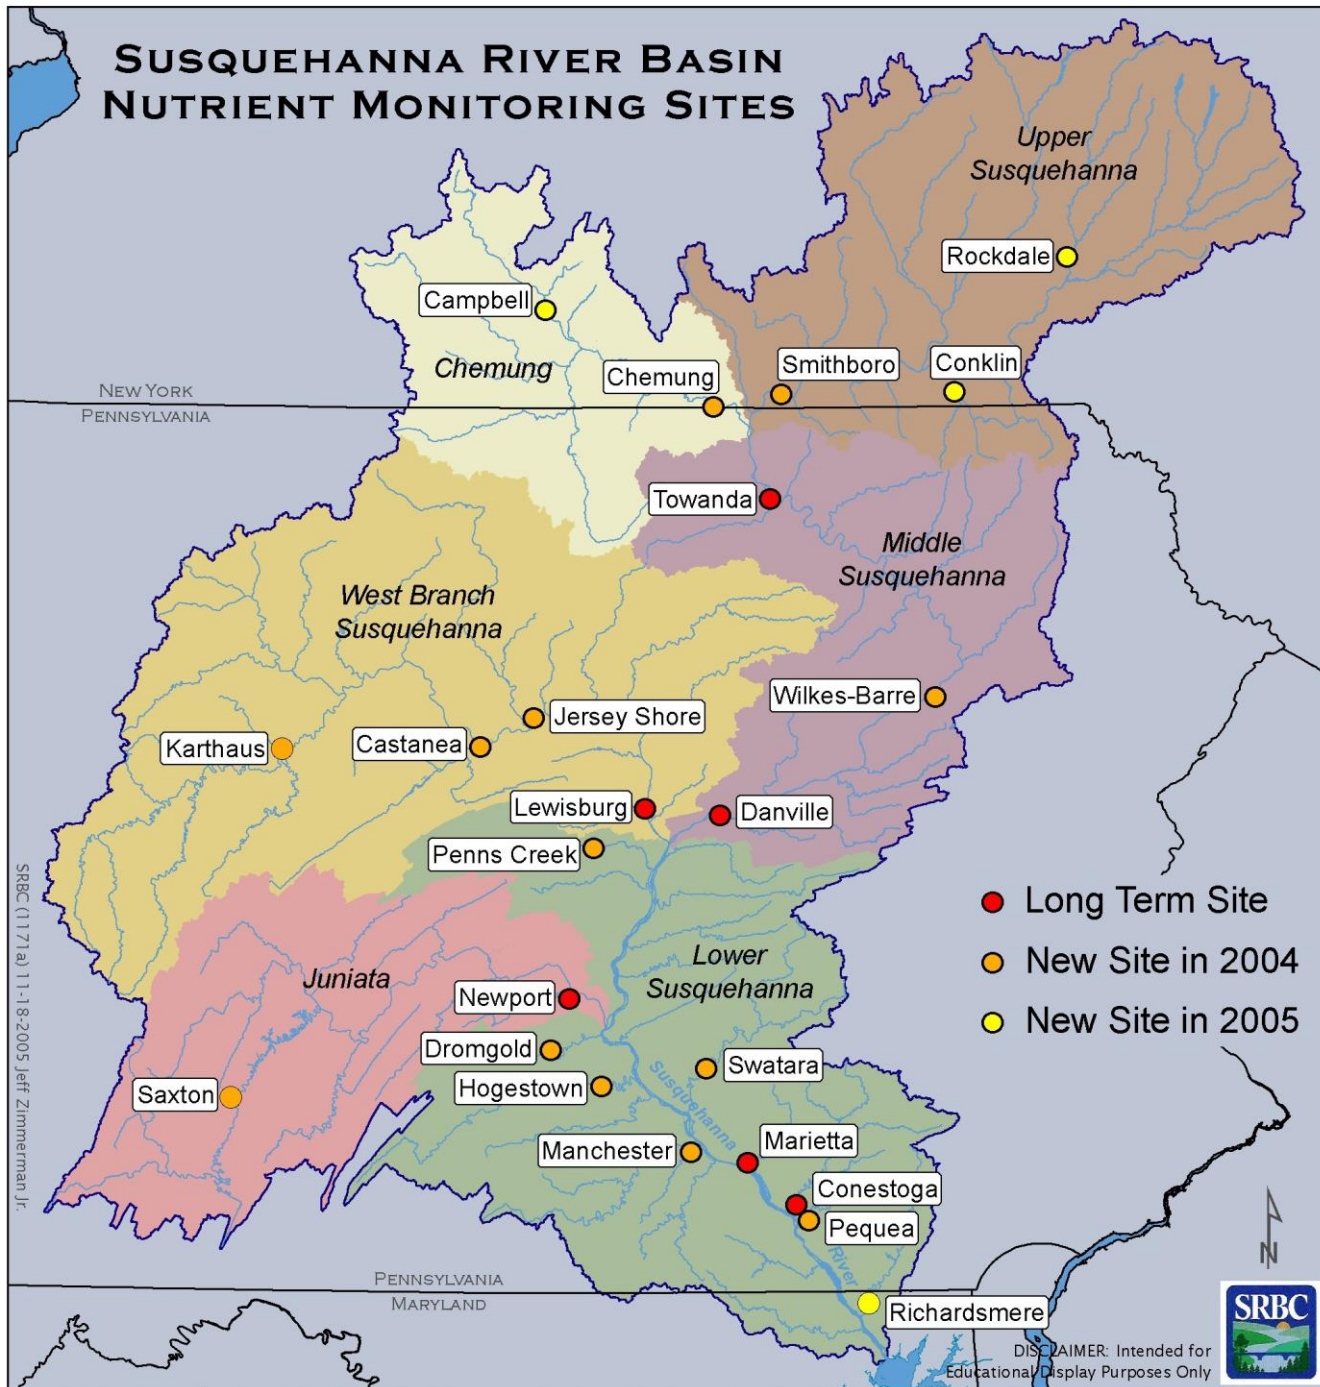 SUSQUEHANNA RIVER BASIN
NUTRIENT MONITORING SITES
Upper
Susquehanna
Rockdale
Campbell
Chemung
Chemung
Smithboro
Conklin
NEW YORK
PENNSYLVANIA
Towanda
Middle
Susquehanna
West Branch
Susquehanna
Wilkes-Barre
Jersey Shore
Castanea
Karthaus
Lewisburg
Danville
Penns Creek
Long Term Site
New Site in 2004
New Site in 2005
Lower
Susquehanna
Juniata
Newport
Dromgold
Hogestown
Swatara
Saxton
Susquehanna
River
Manchester
Marietta
Conestoga
Pequea
N
PENNSYLVANIA
MARYLAND
Richardsmere
SRBC
DISCLAIMER: Intended for
Educational Display Purposes Only
SRBC (1171a) 11-18-2005 Jeff Zimmerman Jr.